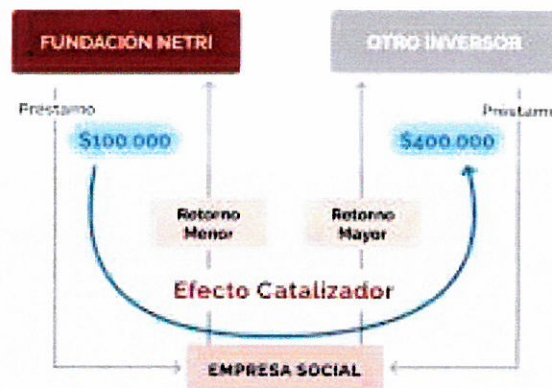 FUNDACIÓN NETRI
OTRO INVERSOR
Préstamo
Préstamo
$100.000
$400.000
Retorno
Menor
Retorno
Mayor
Efecto Catalizador
EMPRESA SOCIAL